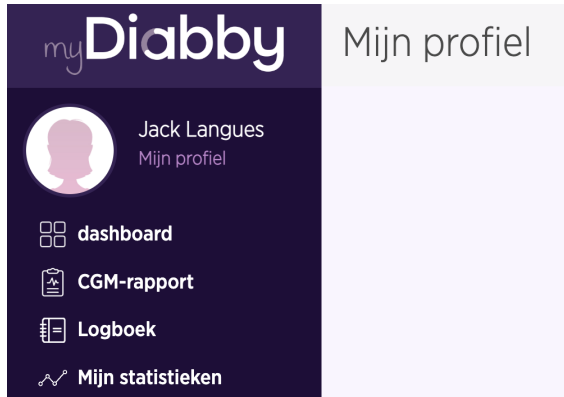 myDiabby
Mijn profiel
Jack Langues
Mijn profiel
dashboard
CGM-rapport
Logboek
Mijn statistieken